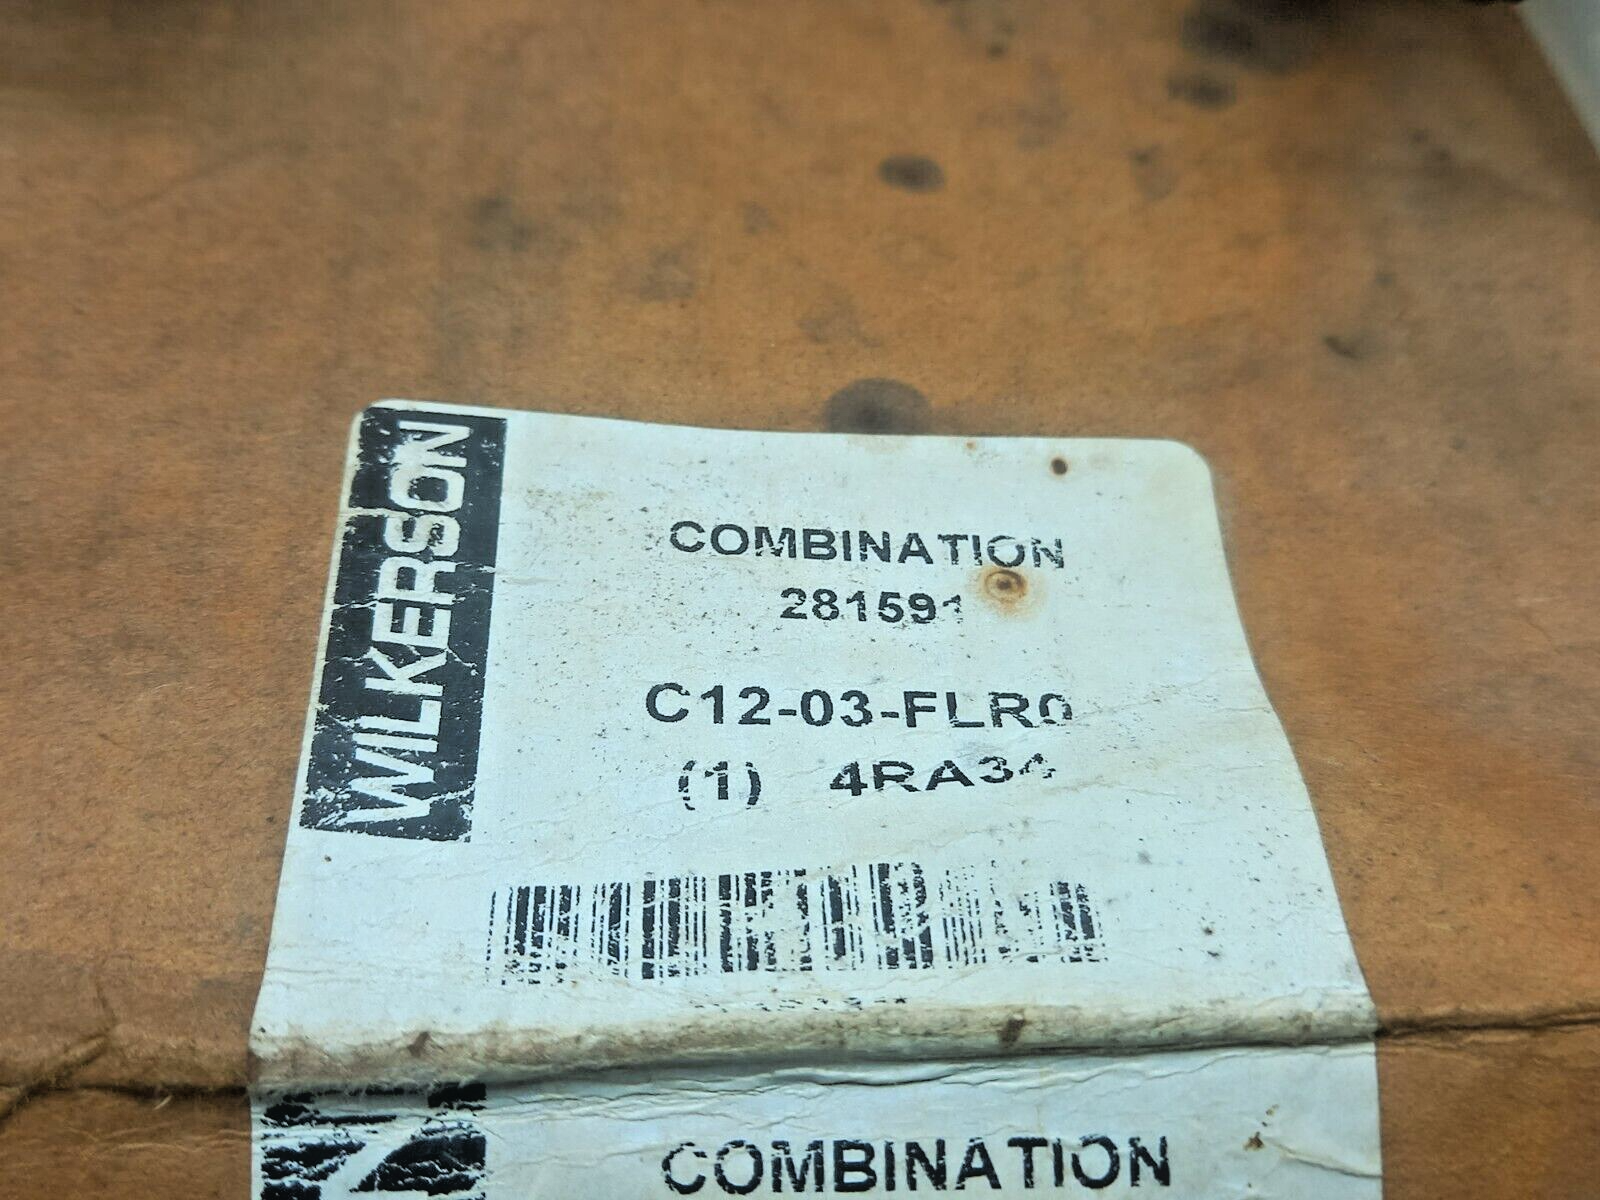 WILKERSON
COMBINATION
281591
C12-03-FLR0
(1) 4RA34
COMBINATION